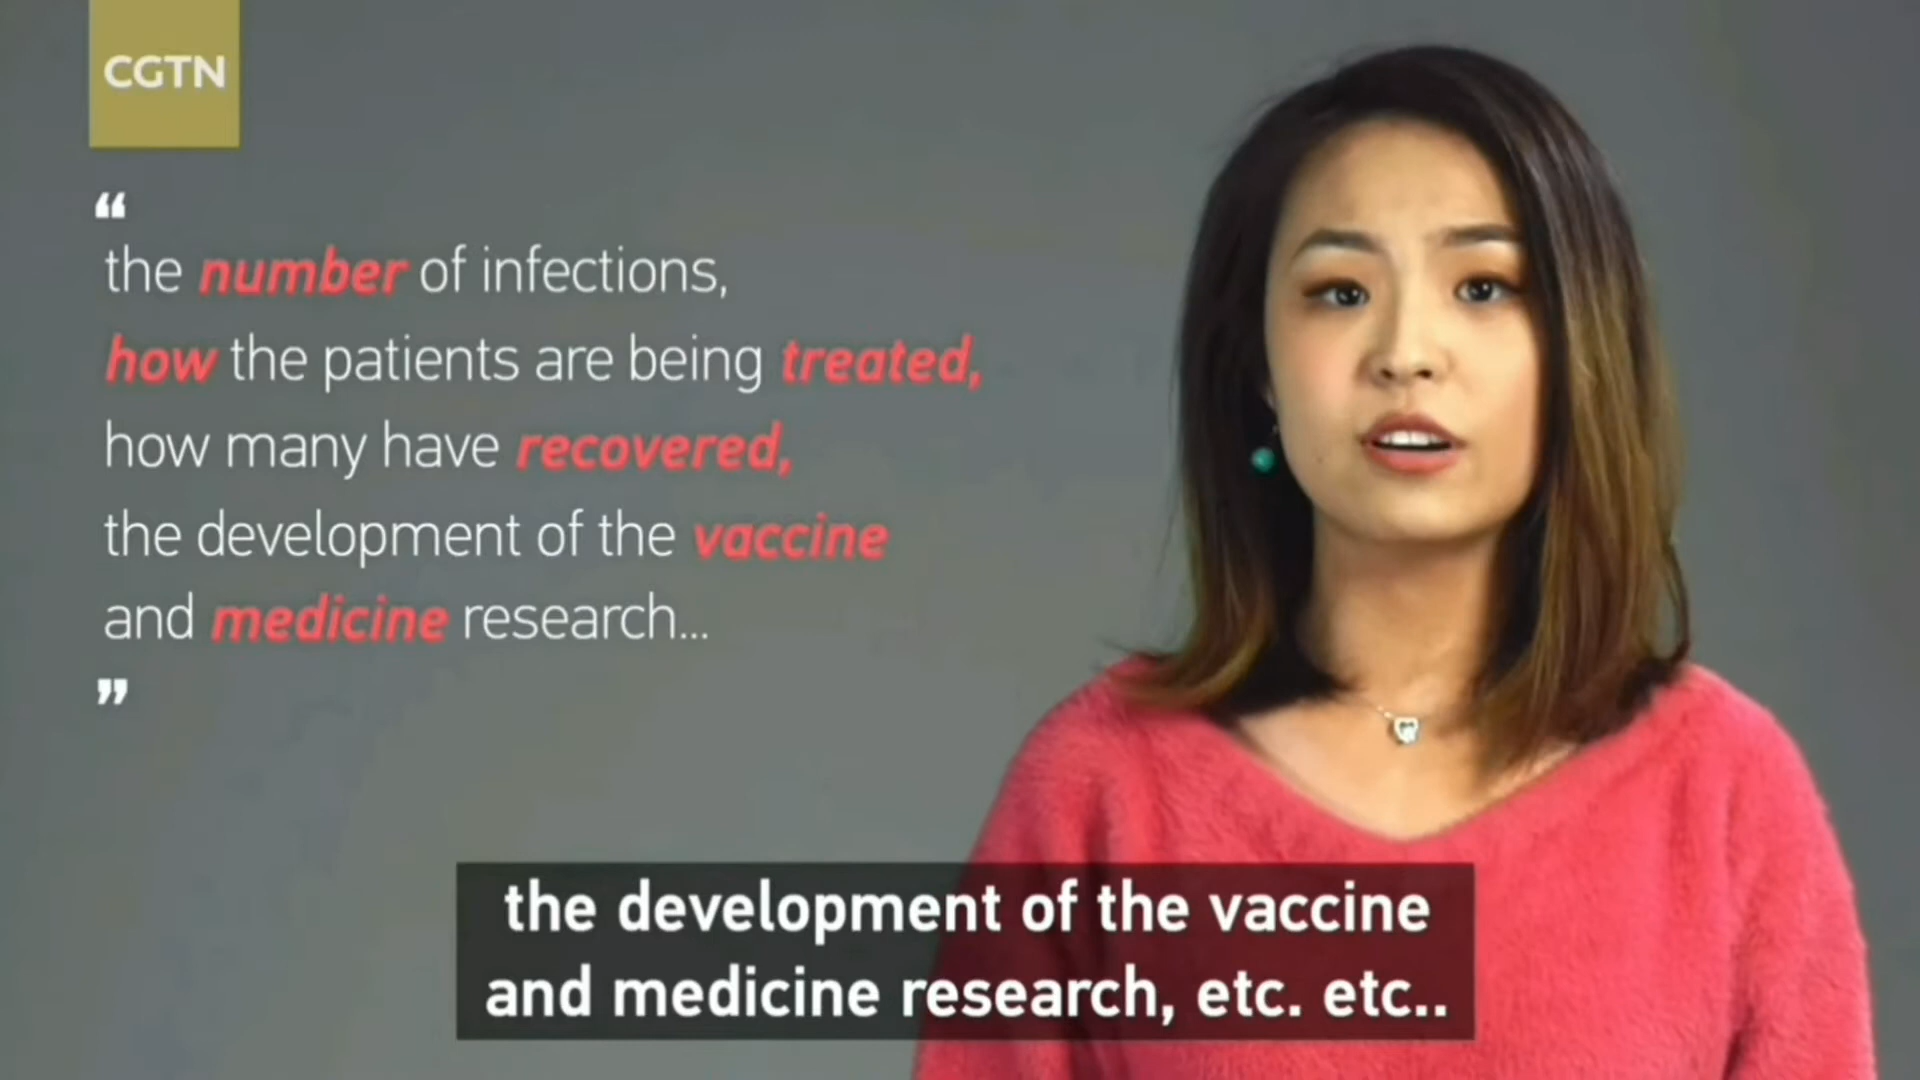 CGTN
“
the number of infections,
how the patients are being treated,
how many have recovered,
the development of the vaccine
and medicine research...
”
the development of the vaccine
and medicine research, etc. etc..